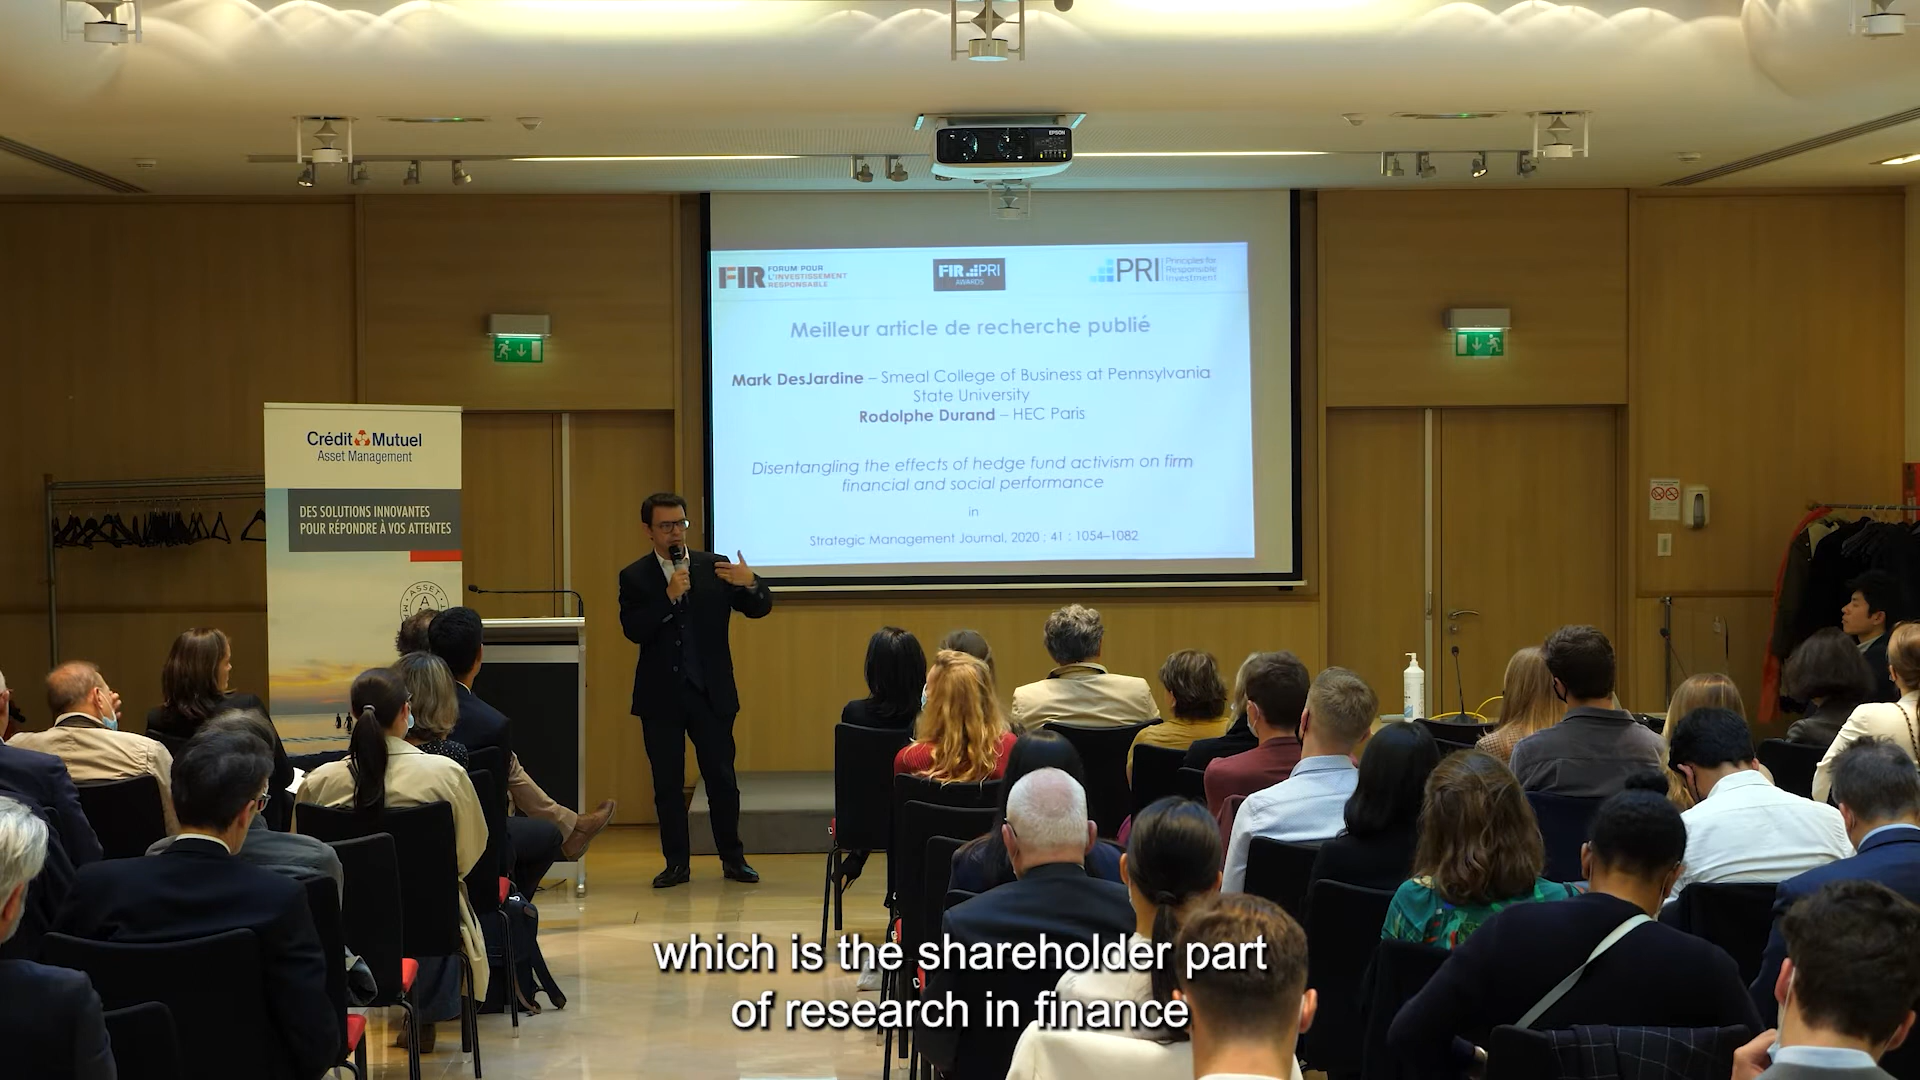 EPSON
FIR FORUM POUR
L'INVESTISSEMENT
RESPONSABLE
FIR PRI
AWARDS
PRI Principles for
Responsible
Investment
Meilleur article de recherche publié
Mark DesJardine – Smeal College of Business at Pennsylvania
State University
Rodolphe Durand – HEC Paris
Disentangling the effects of hedge fund activism on firm
financial and social performance
in
Strategic Management Journal, 2020 ; 41 : 1054–1082
Crédit Mutuel
Asset Management
DES SOLUTIONS INNOVANTES
POUR RÉPONDRE À VOS ATTENTES
ASSET
A
which is the shareholder part
of research in finance